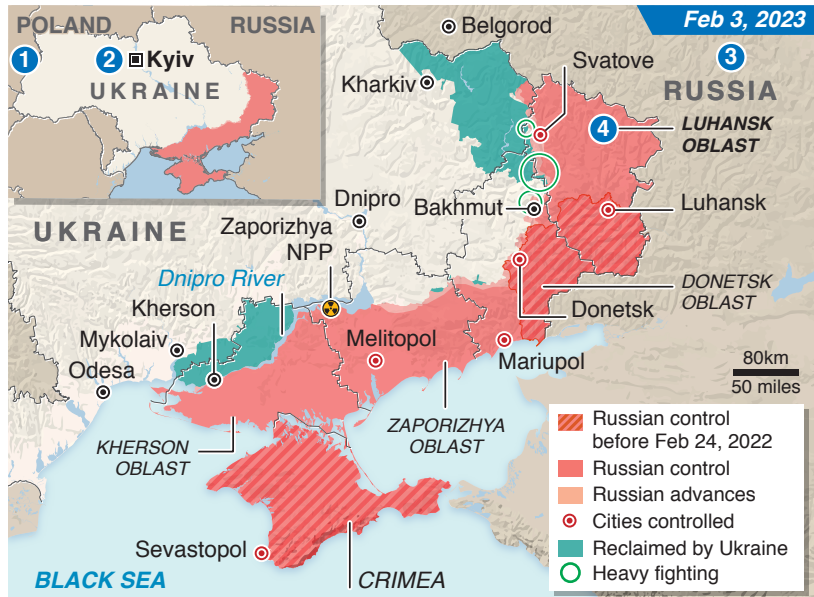 POLAND
RUSSIA
1
2
Kyiv
UKRAINE
Feb 3, 2023
Belgorod
3
RUSSIA
Svatove
Kharkiv
4
LUHANSK
OBLAST
Dnipro
Bakhmut
Luhansk
UKRAINE
Zaporizhya
NPP
Dnipro River
DONETSK
OBLAST
Kherson
Donetsk
Mykolaiv
Melitopol
Mariupol
Odesa
80km
50 miles
KHERSON
OBLAST
ZAPORIZHYA
OBLAST
Russian control
before Feb 24, 2022
Russian control
Russian advances
Cities controlled
Reclaimed by Ukraine
Heavy fighting
Sevastopol
BLACK SEA
CRIMEA